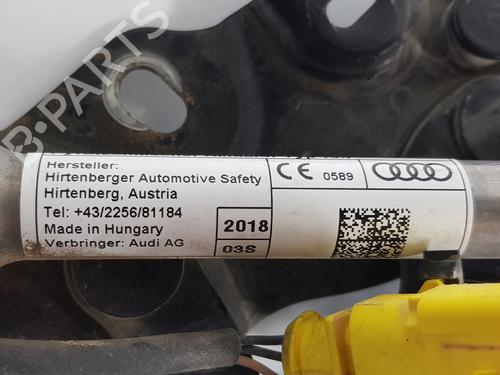 B-PARTS
Hersteller:
Hirtenberger Automotive Safety
Hirtenberg, Austria
Tel: +43/2256/81184
Made in Hungary
Verbringer: Audi AG
2018
03S
CE 0589